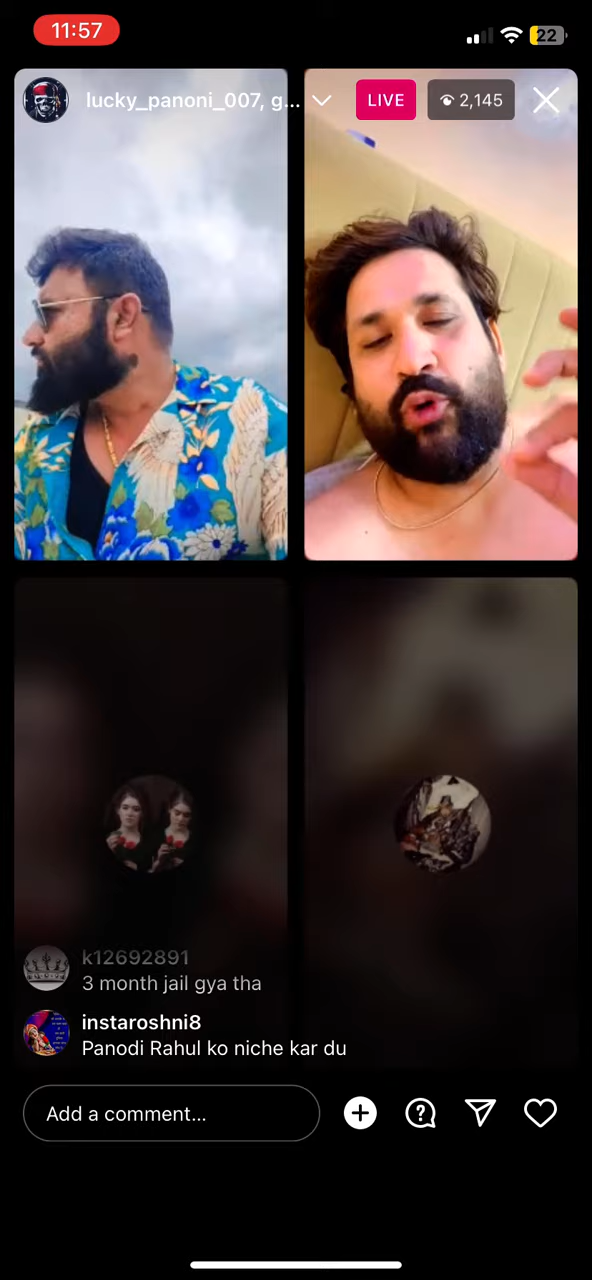 11:57
22
lucky_panoni_007, g...
LIVE
2,145
k12692891
3 month jail gya tha
instaroshni8
Panodi Rahul ko niche kar du
Add a comment...